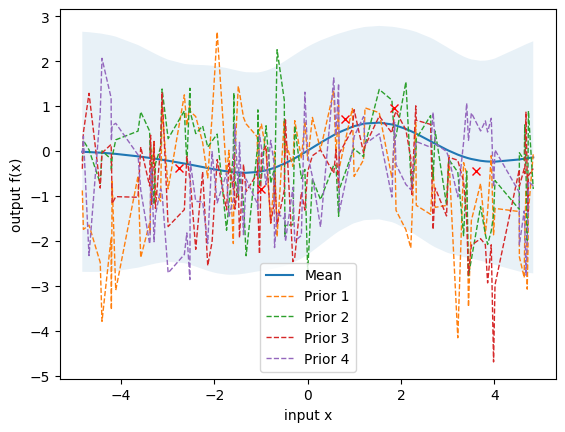 3
2
1
0
−1
−2
−3
−4
−5
output f(x)
Mean
Prior 1
Prior 2
Prior 3
Prior 4
−4
−2
0
2
4
input x